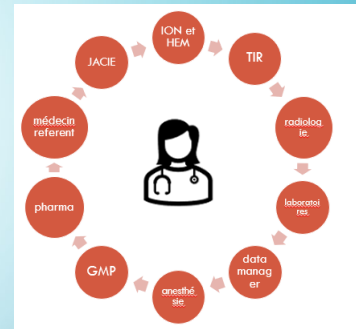 ION et
HEM
TIR
radiolog
ie
laboratoi
res
data
manag
er
anesthé
sie
GMP
pharma
médecin
referent
JACIE